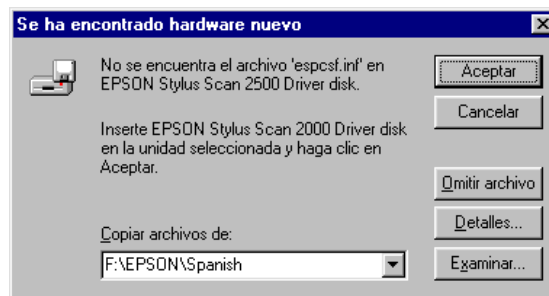 Se ha encontrado hardware nuevo
No se encuentra el archivo 'espcsf.inf' en
EPSON Stylus Scan 2500 Driver disk.
Inserte EPSON Stylus Scan 2000 Driver disk
en la unidad seleccionada y haga clic en
Aceptar.
Copiar archivos de:
F:\EPSON\Spanish
Aceptar
Cancelar
Omitir archivo
Detalles...
Examinar...